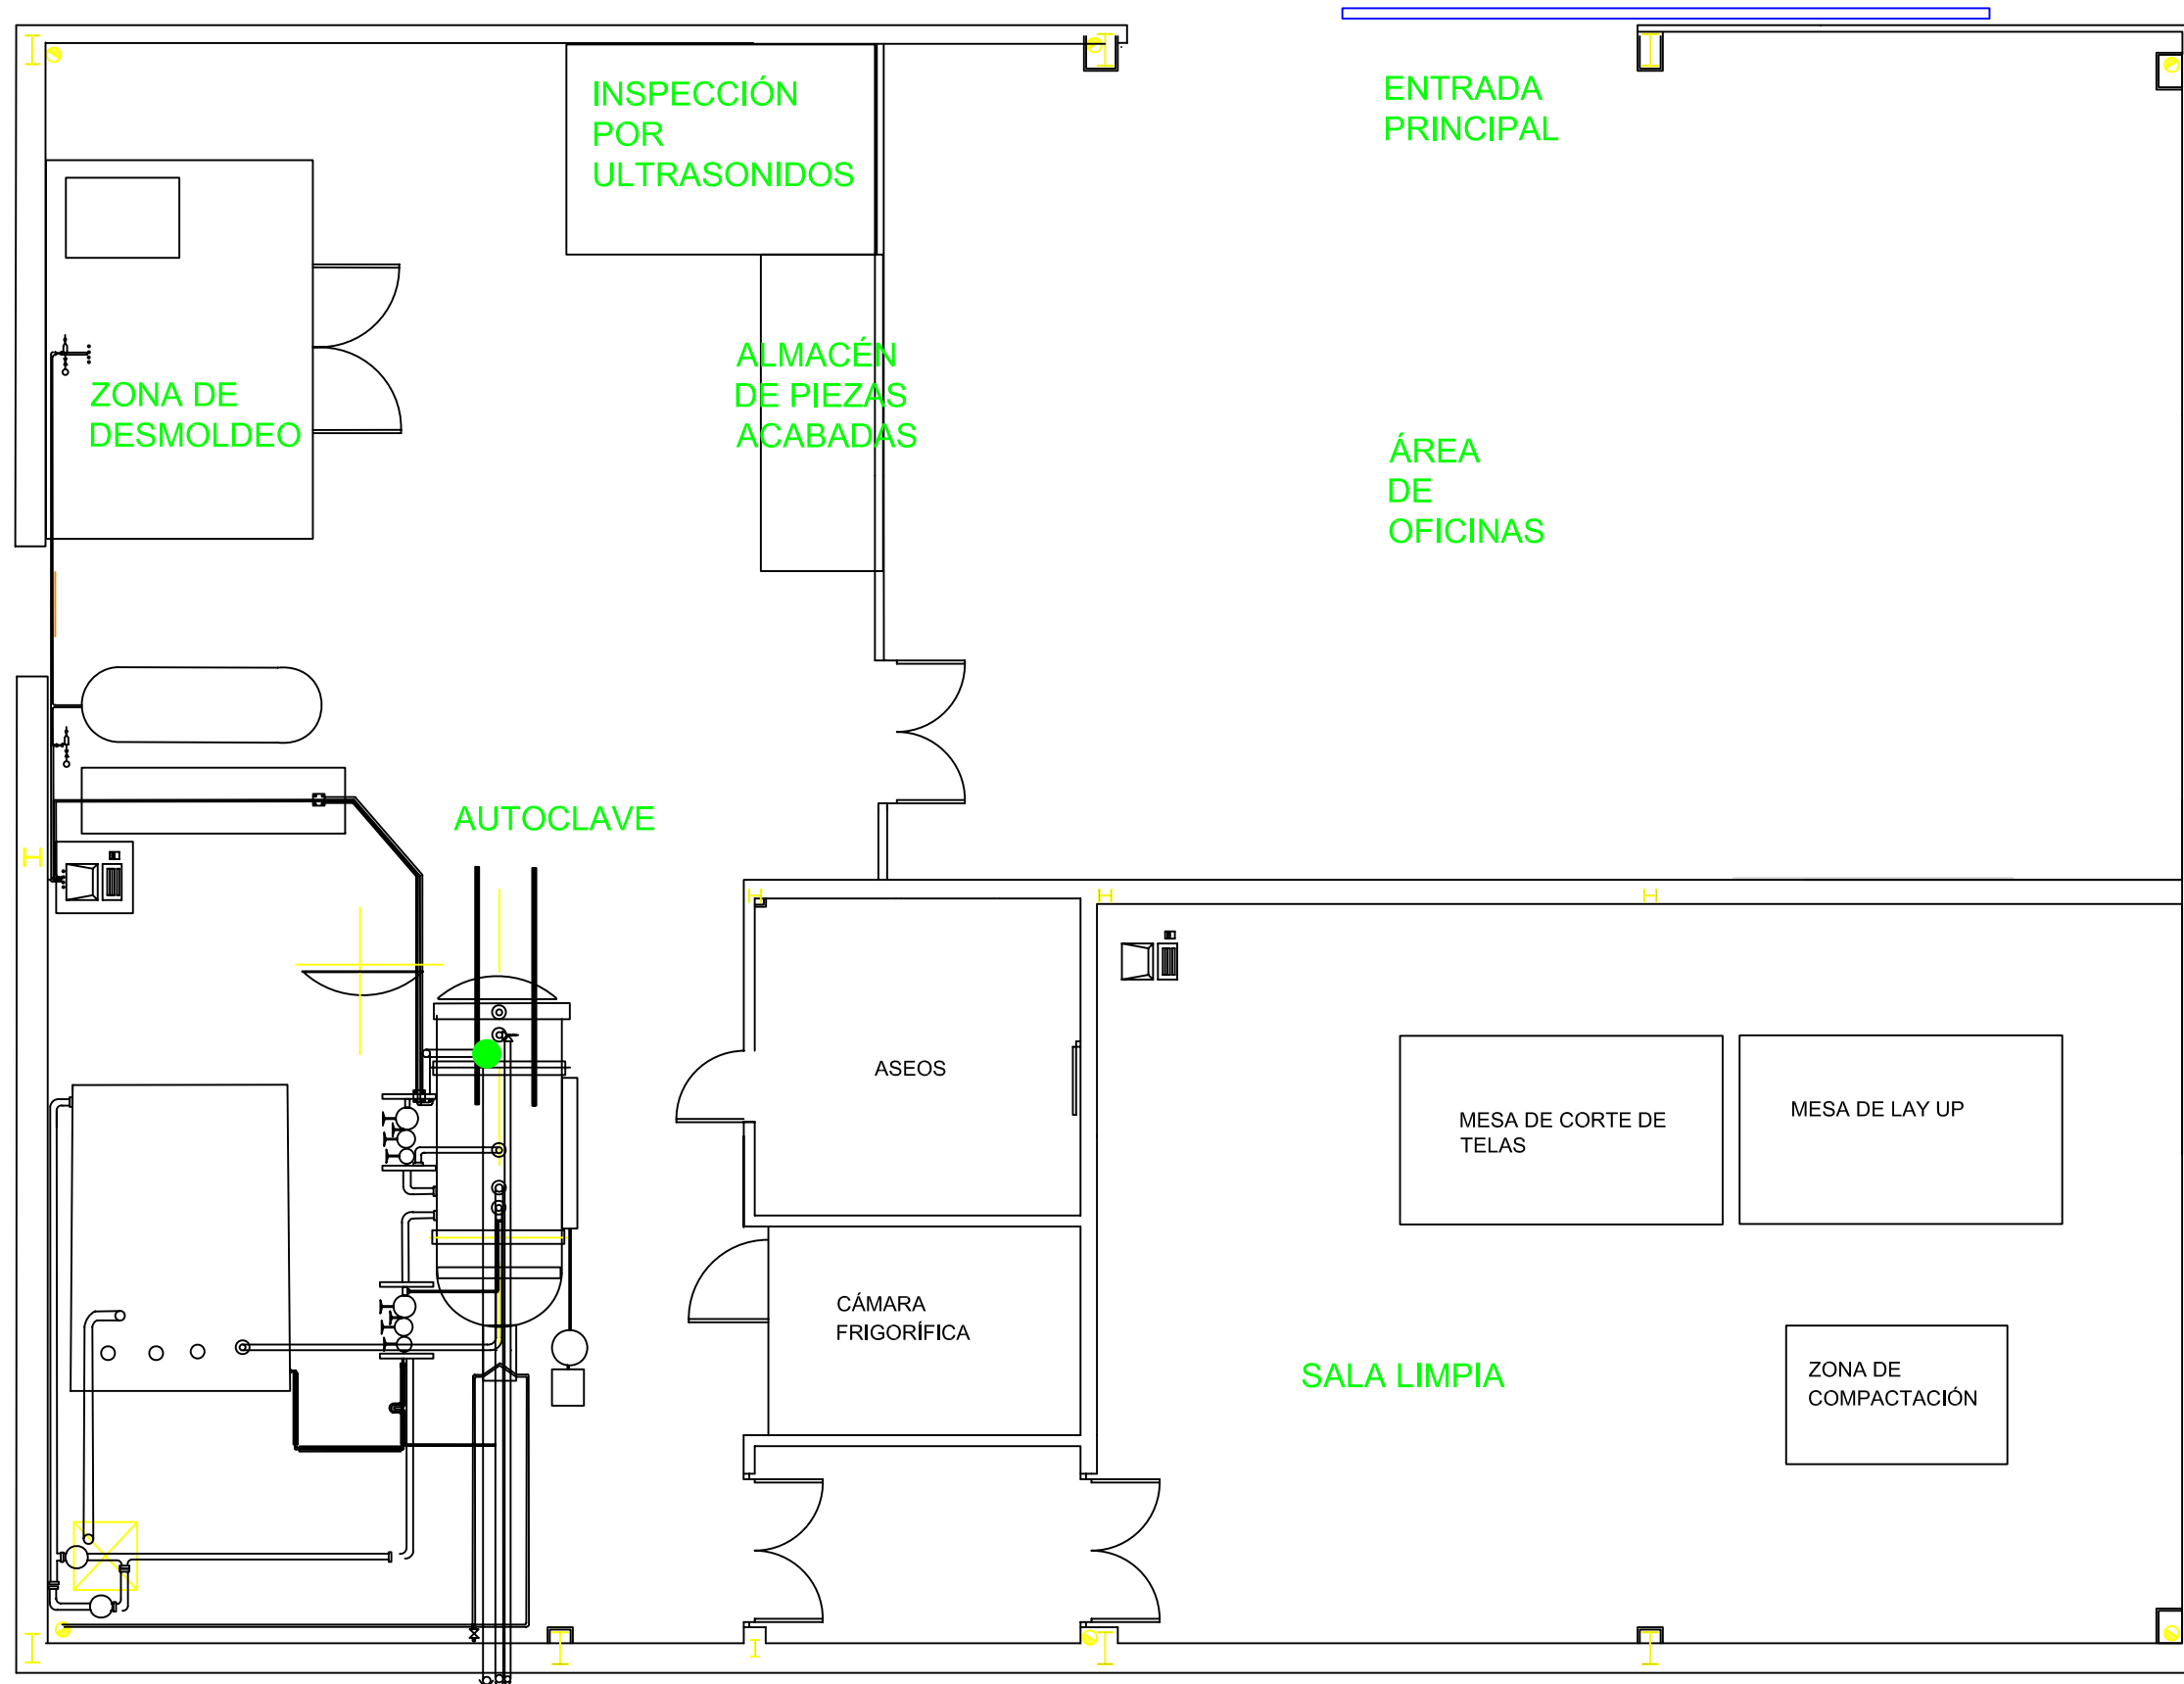 INSPECCIÓN
POR
ULTRASONIDOS
ENTRADA
PRINCIPAL
ZONA DE
DESMOLDEO
ALMACÉN
DE PIEZAS
ACABADAS
ÁREA
DE
OFICINAS
AUTOCLAVE
ASEOS
MESA DE CORTE DE
TELAS
MESA DE LAY UP
CÁMARA
FRIGORÍFICA
SALA LIMPIA
ZONA DE
COMPACTACIÓN